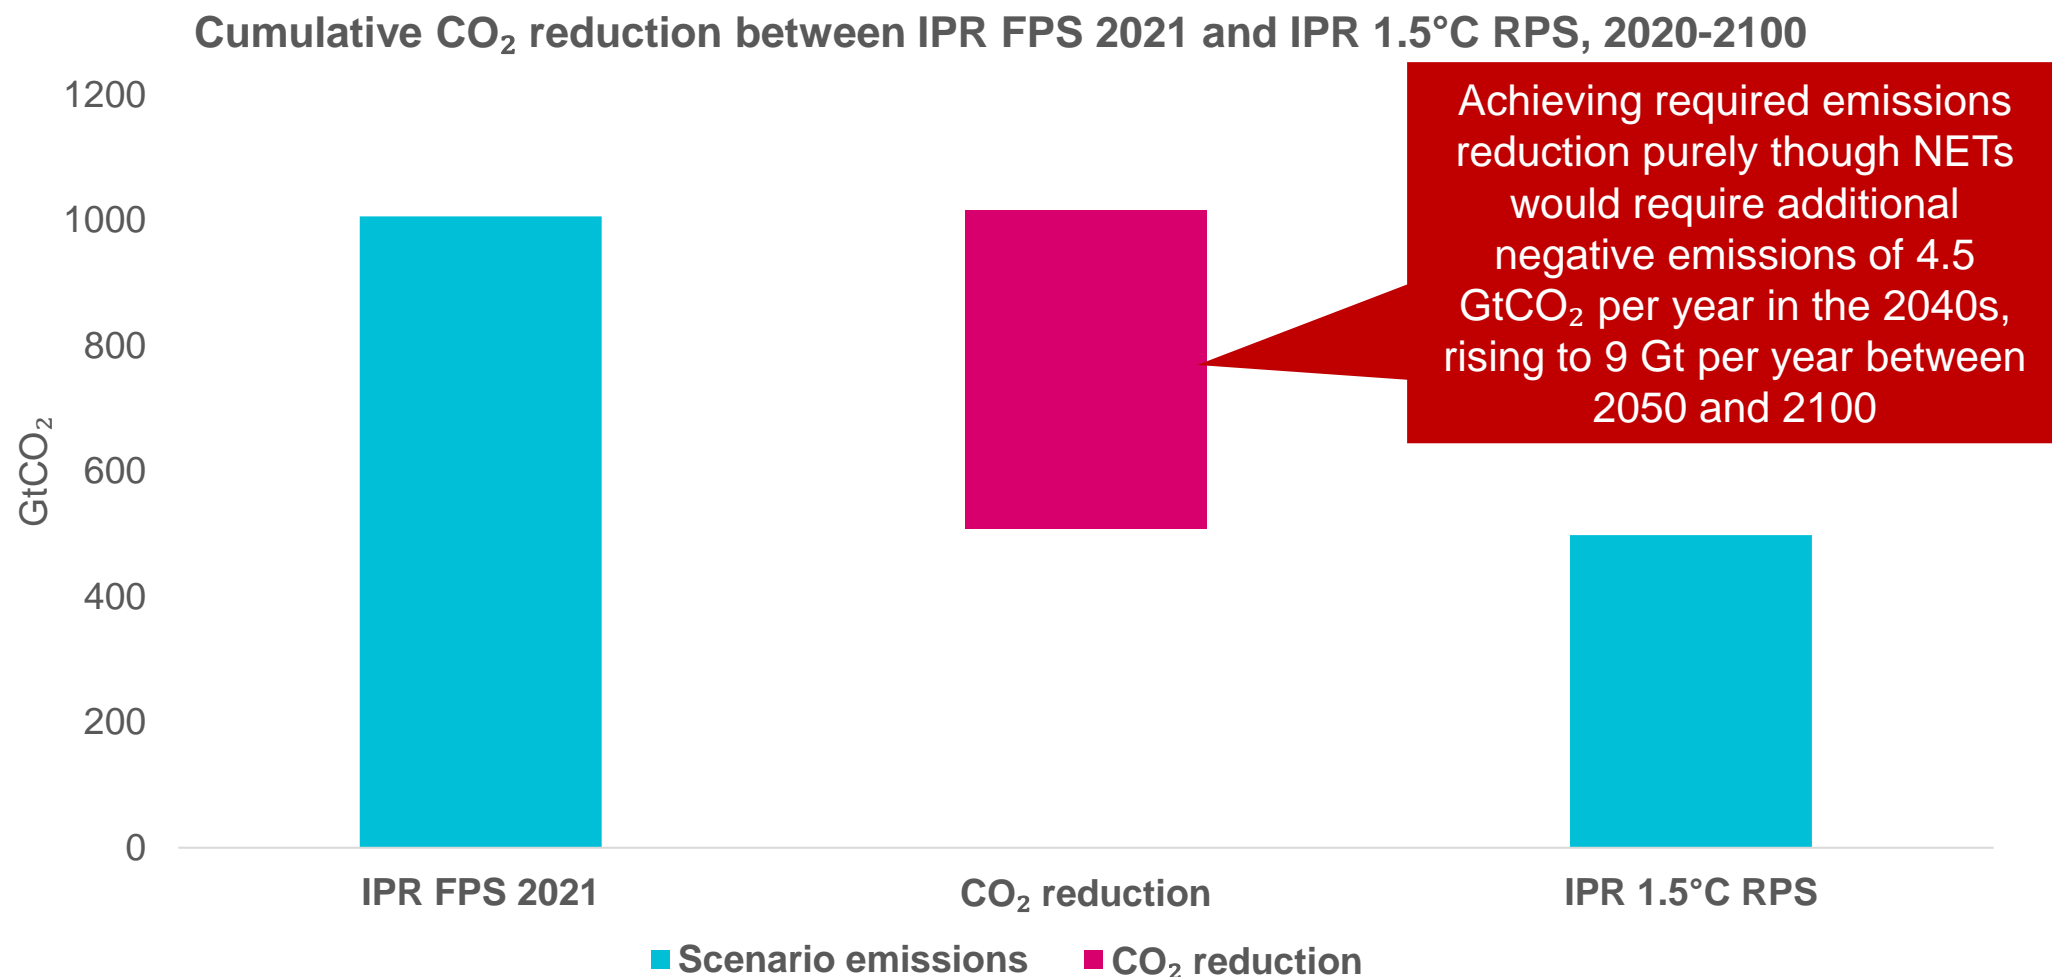 Cumulative CO₂ reduction between IPR FPS 2021 and IPR 1.5°C RPS, 2020-2100
1200
1000
800
600
400
200
0
GtCO₂
Achieving required emissions
reduction purely though NETs
would require additional
negative emissions of 4.5
GtCO₂ per year in the 2040s,
rising to 9 Gt per year between
2050 and 2100
IPR FPS 2021
CO₂ reduction
IPR 1.5°C RPS
Scenario emissions
CO₂ reduction